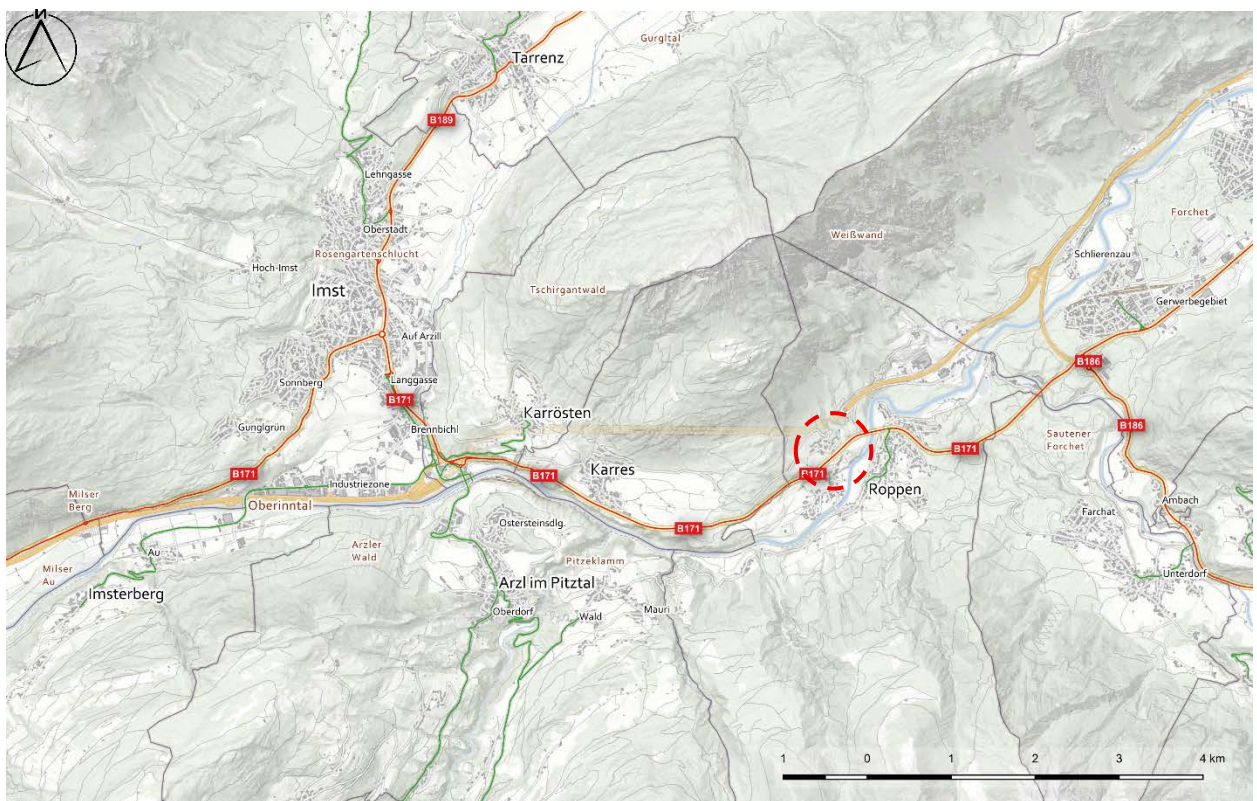 N
Gurgltal
Tarrenz
B189
Lehngasse
Forchet
Oberstadt
Weißwand
Rosengartenschlucht
Schlierenzau
Hoch-Imst
Imst
Tschirgantwald
Gerwerbegebiet
Auf Arzill
B186
Sonnberg
Langgasse
B171
Karrösten
Gunglgrün
Brennbichl
B186
Sautener
Forchet
B171
B171
Karres
B171
B171
Industriezone
Roppen
Milser
Berg
Oberinntal
Ambach
Ostersteinsdlg.
Farchat
B171
Au
Arzler
Wald
Pitzeklamm
Milser
Au
Unterdorf
Arzl im Pitztal
Imsterberg
Oberdorf
Wald
Mauri
1 0 1 2 3 4 km